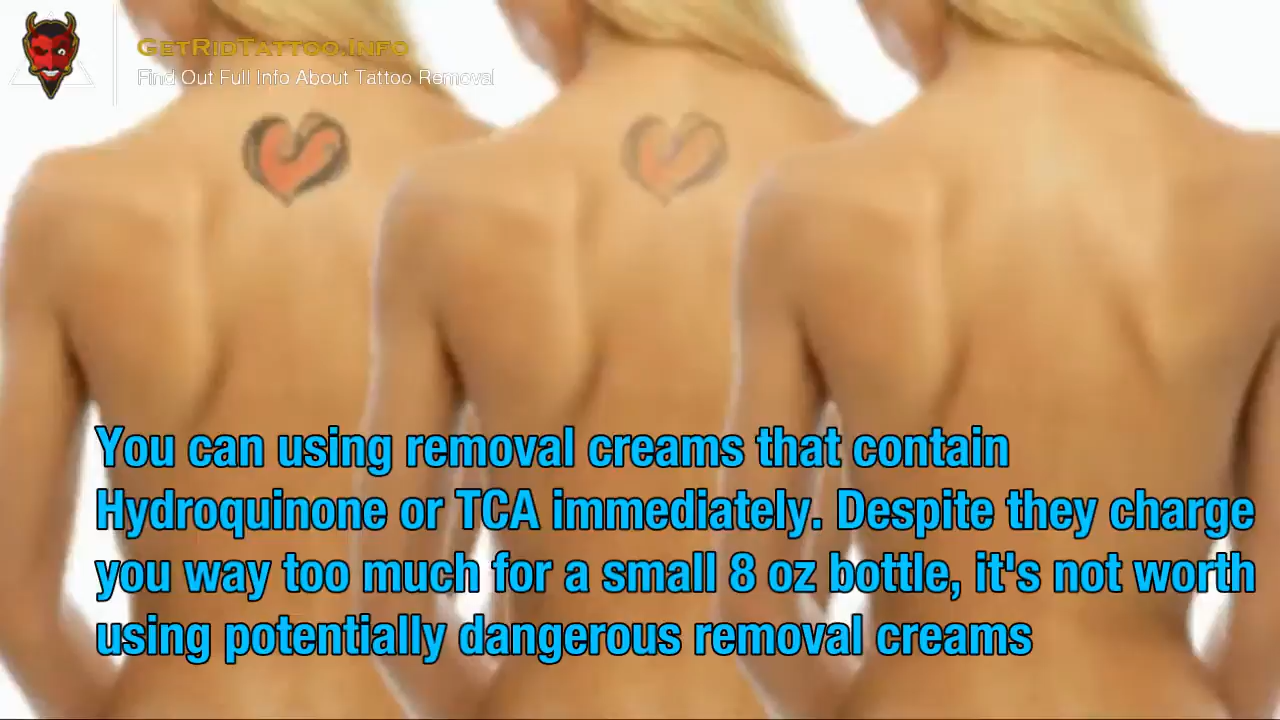 GetRidTattoo.Info
Find Out Full Info About Tattoo Removal
You can using removal creams that contain
Hydroquinone or TCA immediately. Despite they charge
you way too much for a small 8 oz bottle, it's not worth
using potentially dangerous removal creams